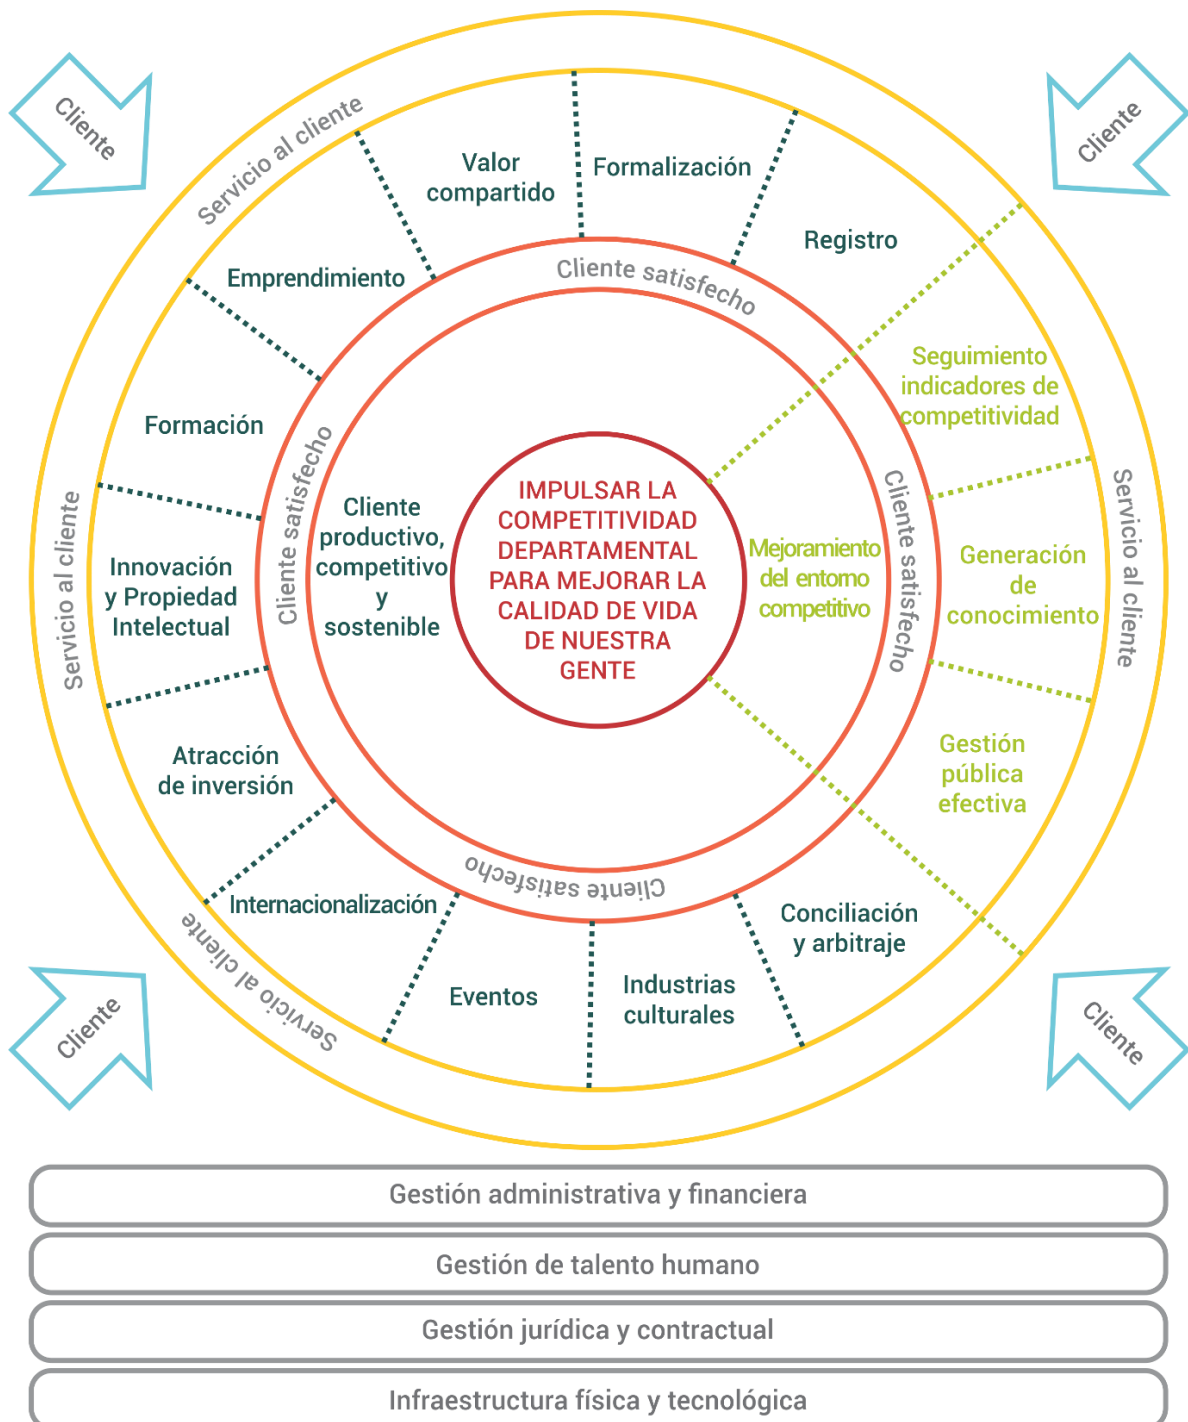 Cliente
Cliente
Servicio al cliente
Valor
compartido
Formalización
Registro
Emprendimiento
Cliente satisfecho
Seguimiento
indicadores de
competitividad
Formación
Cliente satisfecho
Servicio al cliente
Innovación
y Propiedad
Intelectual
Cliente
productivo,
competitivo
y
sostenible
IMPULSAR LA
COMPETITIVIDAD
DEPARTAMENTAL
PARA MEJORAR LA
CALIDAD DE VIDA
DE NUESTRA
GENTE
Mejoramiento
del entorno
competitivo
Cliente satisfecho
Generación
de
conocimiento
Servicio al cliente
Atracción
de inversión
Gestión
pública
efectiva
Cliente satisfecho
Internacionalización
Servicio al cliente
Eventos
Industrias
culturales
Conciliación
y arbitraje
Cliente
Cliente
Gestión administrativa y financiera
Gestión de talento humano
Gestión jurídica y contractual
Infraestructura física y tecnológica